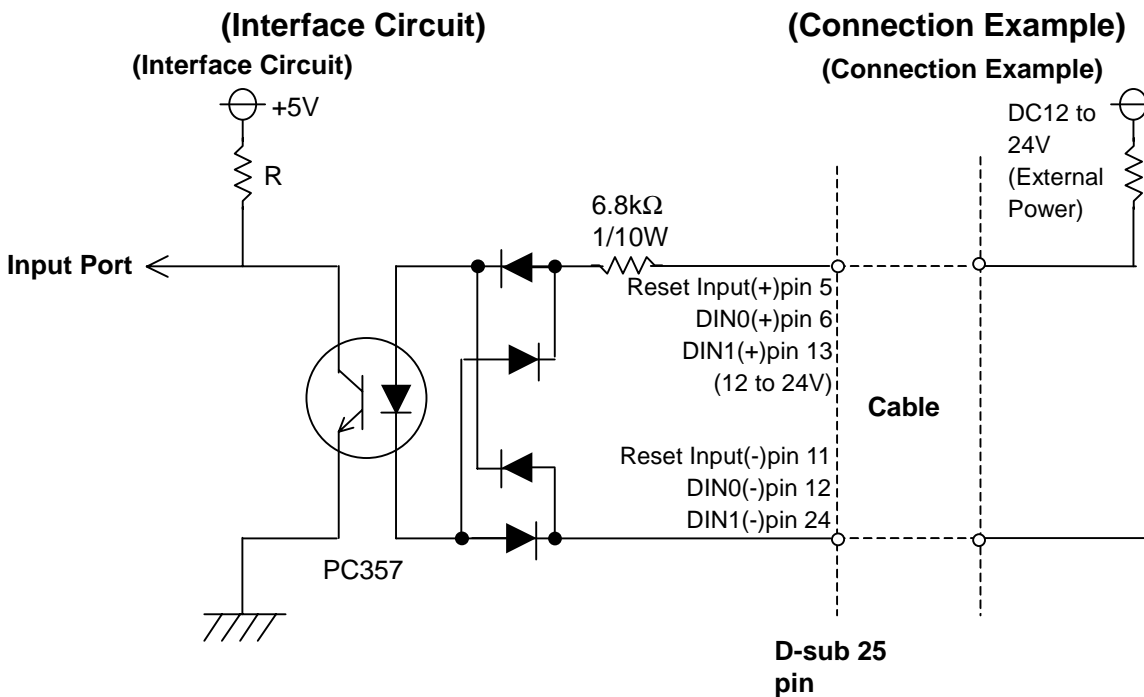 (Interface Circuit)
(Connection Example)
(Interface Circuit)
(Connection Example)
+5V
DC12 to
24V
(External
Power)
R
6.8kΩ
1/10W
Input Port
Reset Input(+)pin 5
DIN0(+)pin 6
DIN1(+)pin 13
(12 to 24V)
Cable
Reset Input(-)pin 11
DIN0(-)pin 12
DIN1(-)pin 24
PC357
D-sub 25
pin